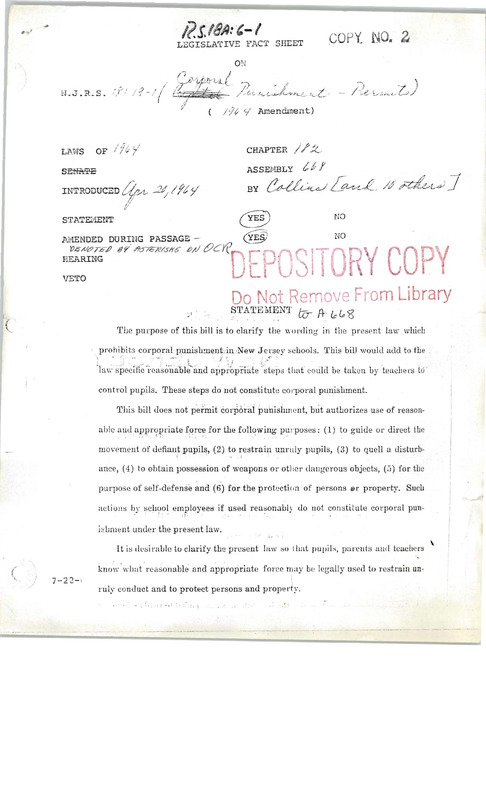 R.S.18A:6-1
LEGISLATIVE FACT SHEET
COPY NO. 2
ON
Corporal
N.J.R.S. 18:19-1 ( Capital Punishment - Permits)
( 1964 Amendment)
LAWS OF 1964 CHAPTER 182
SENATE ASSEMBLY 668
INTRODUCED Apr 20, 1964 BY Collins [and 10 others]
STATEMENT YES NO
AMENDED DURING PASSAGE - YES NO
DENOTED BY ASTERISKS ON OCR
HEARING
VETO
DEPOSITORY COPY
Do Not Remove From Library
STATEMENT to A 668
The purpose of this bill is to clarify the wording in the present law which
prohibits corporal punishment in New Jersey schools. This bill would add to the
law specific reasonable and appropriate steps that could be taken by teachers to
control pupils. These steps do not constitute corporal punishment.
This bill does not permit corporal punishment, but authorizes use of reason-
able and appropriate force for the following purposes: (1) to guide or direct the
movement of defiant pupils, (2) to restrain unruly pupils, (3) to quell a disturb-
ance, (4) to obtain possession of weapons or other dangerous objects, (5) for the
purpose of self-defense and (6) for the protection of persons or property. Such
actions by school employees if used reasonably do not constitute corporal pun-
ishment under the present law.
It is desirable to clarify the present law so that pupils, parents and teachers
know what reasonable and appropriate force may be legally used to restrain un-
7-22-
ruly conduct and to protect persons and property.